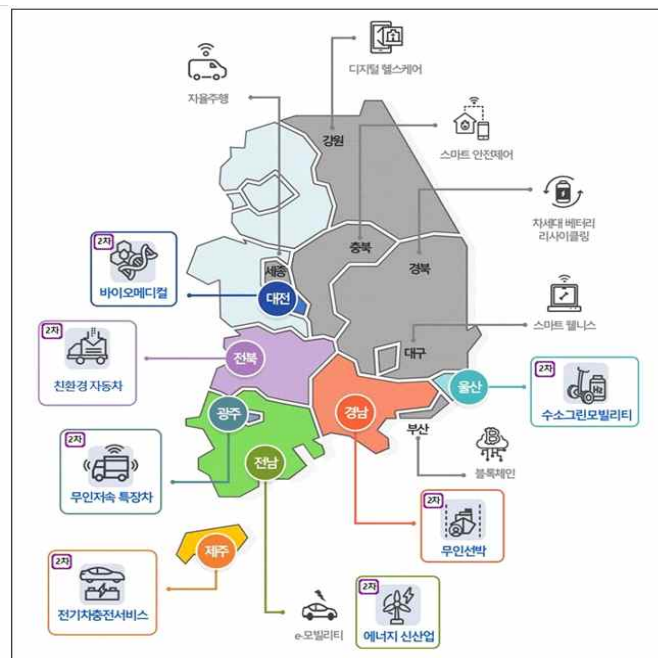 디지털 헬스케어
자율주행
강원
스마트 안전제어
충북
차세대 베터리
리사이클링
경북
2차
바이오메디컬
세종
대전
스마트 웰니스
대구
2차
친환경 자동차
전북
2차
H2
수소그린모빌리티
울산
광주
경남
부산
블록체인
2차
무인저속 특장차
전남
2차
무인선박
제주
2차
전기차충전서비스
e-모빌리티
2차
에너지 신산업